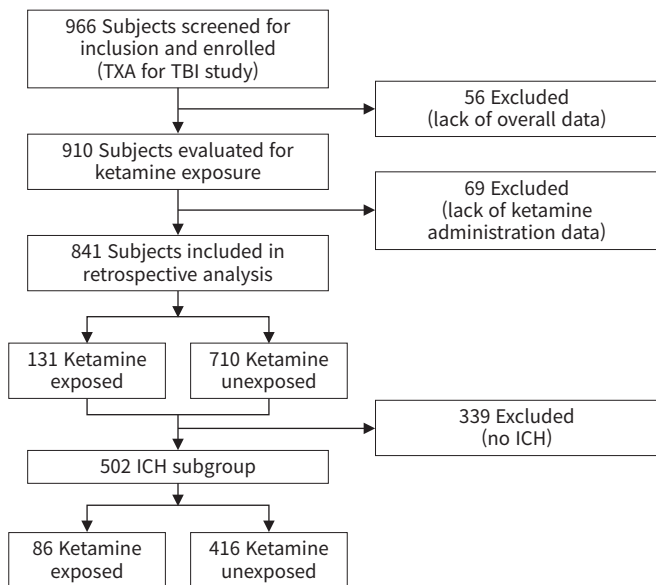 966 Subjects screened for
inclusion and enrolled
(TXA for TBI study)
56 Excluded
(lack of overall data)
910 Subjects evaluated for
ketamine exposure
69 Excluded
(lack of ketamine
administration data)
841 Subjects included in
retrospective analysis
131 Ketamine
exposed
710 Ketamine
unexposed
339 Excluded
(no ICH)
502 ICH subgroup
86 Ketamine
exposed
416 Ketamine
unexposed